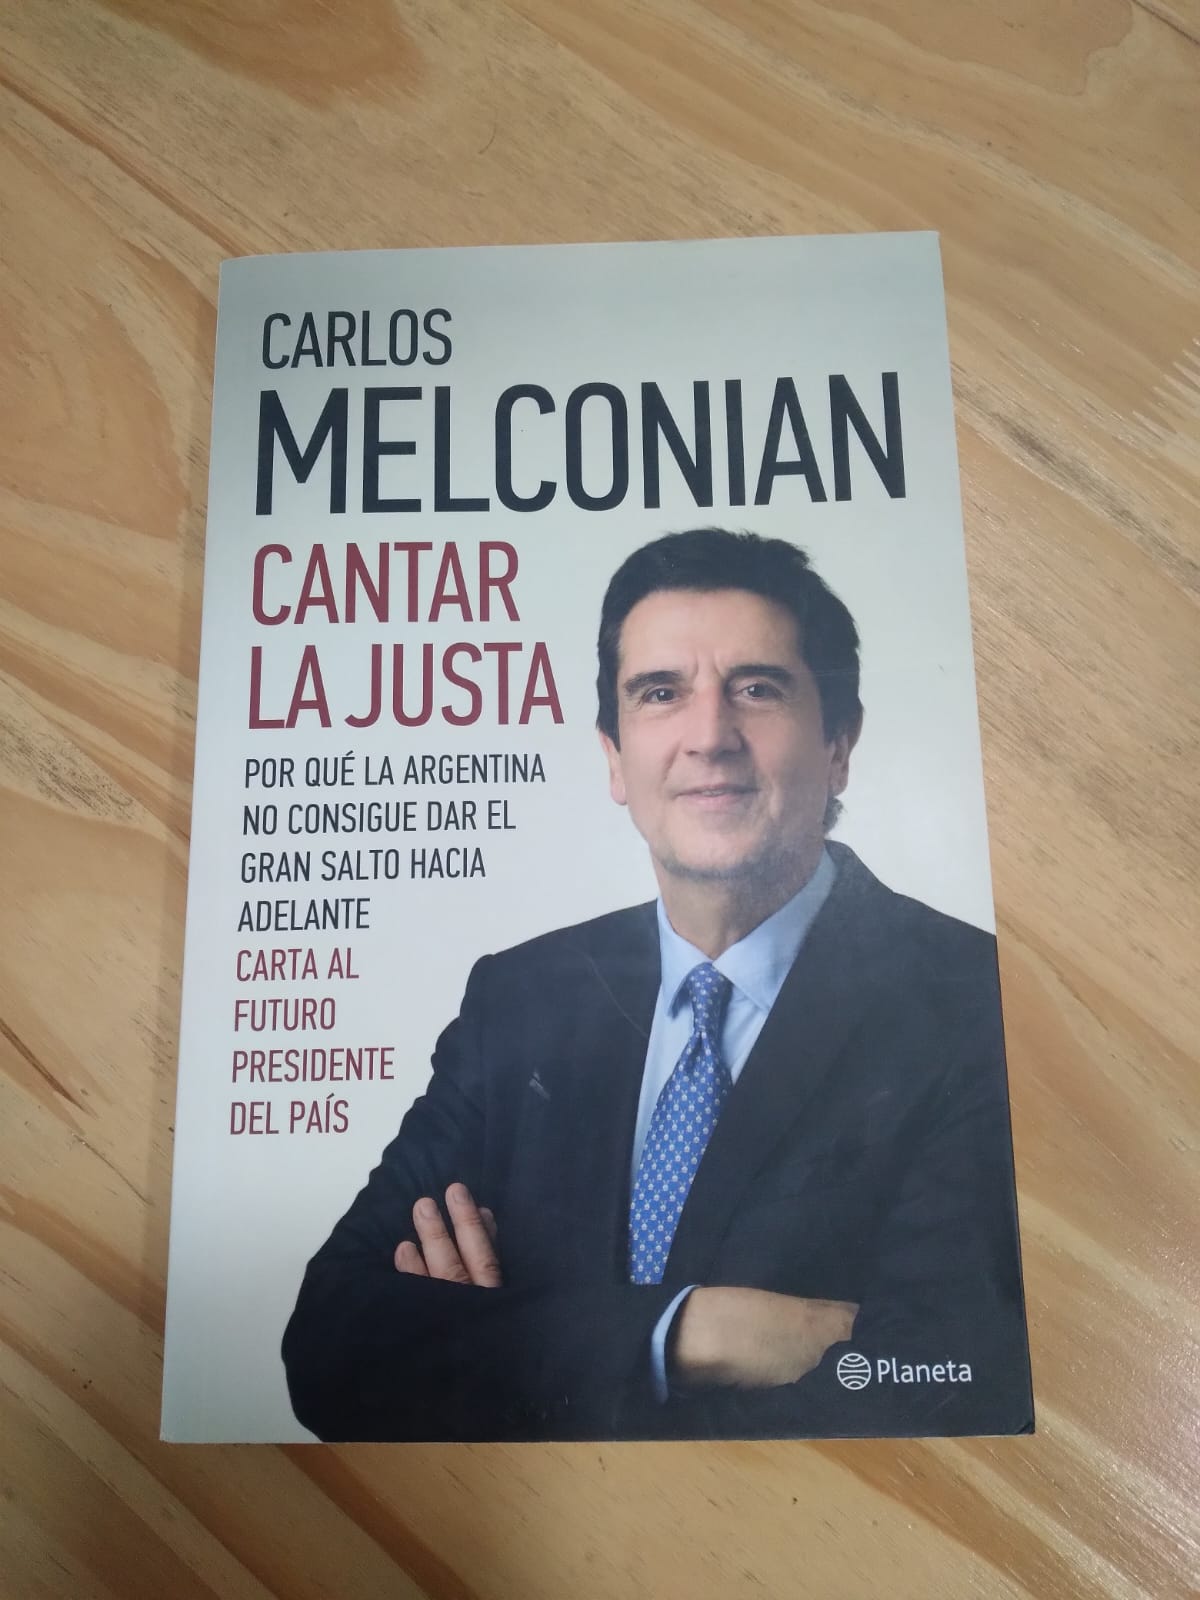 CARLOS
MELCONIAN
CANTAR
LA JUSTA
POR QUÉ LA ARGENTINA
NO CONSIGUE DAR EL
GRAN SALTO HACIA
ADELANTE
CARTA AL
FUTURO
PRESIDENTE
DEL PAÍS
Planeta